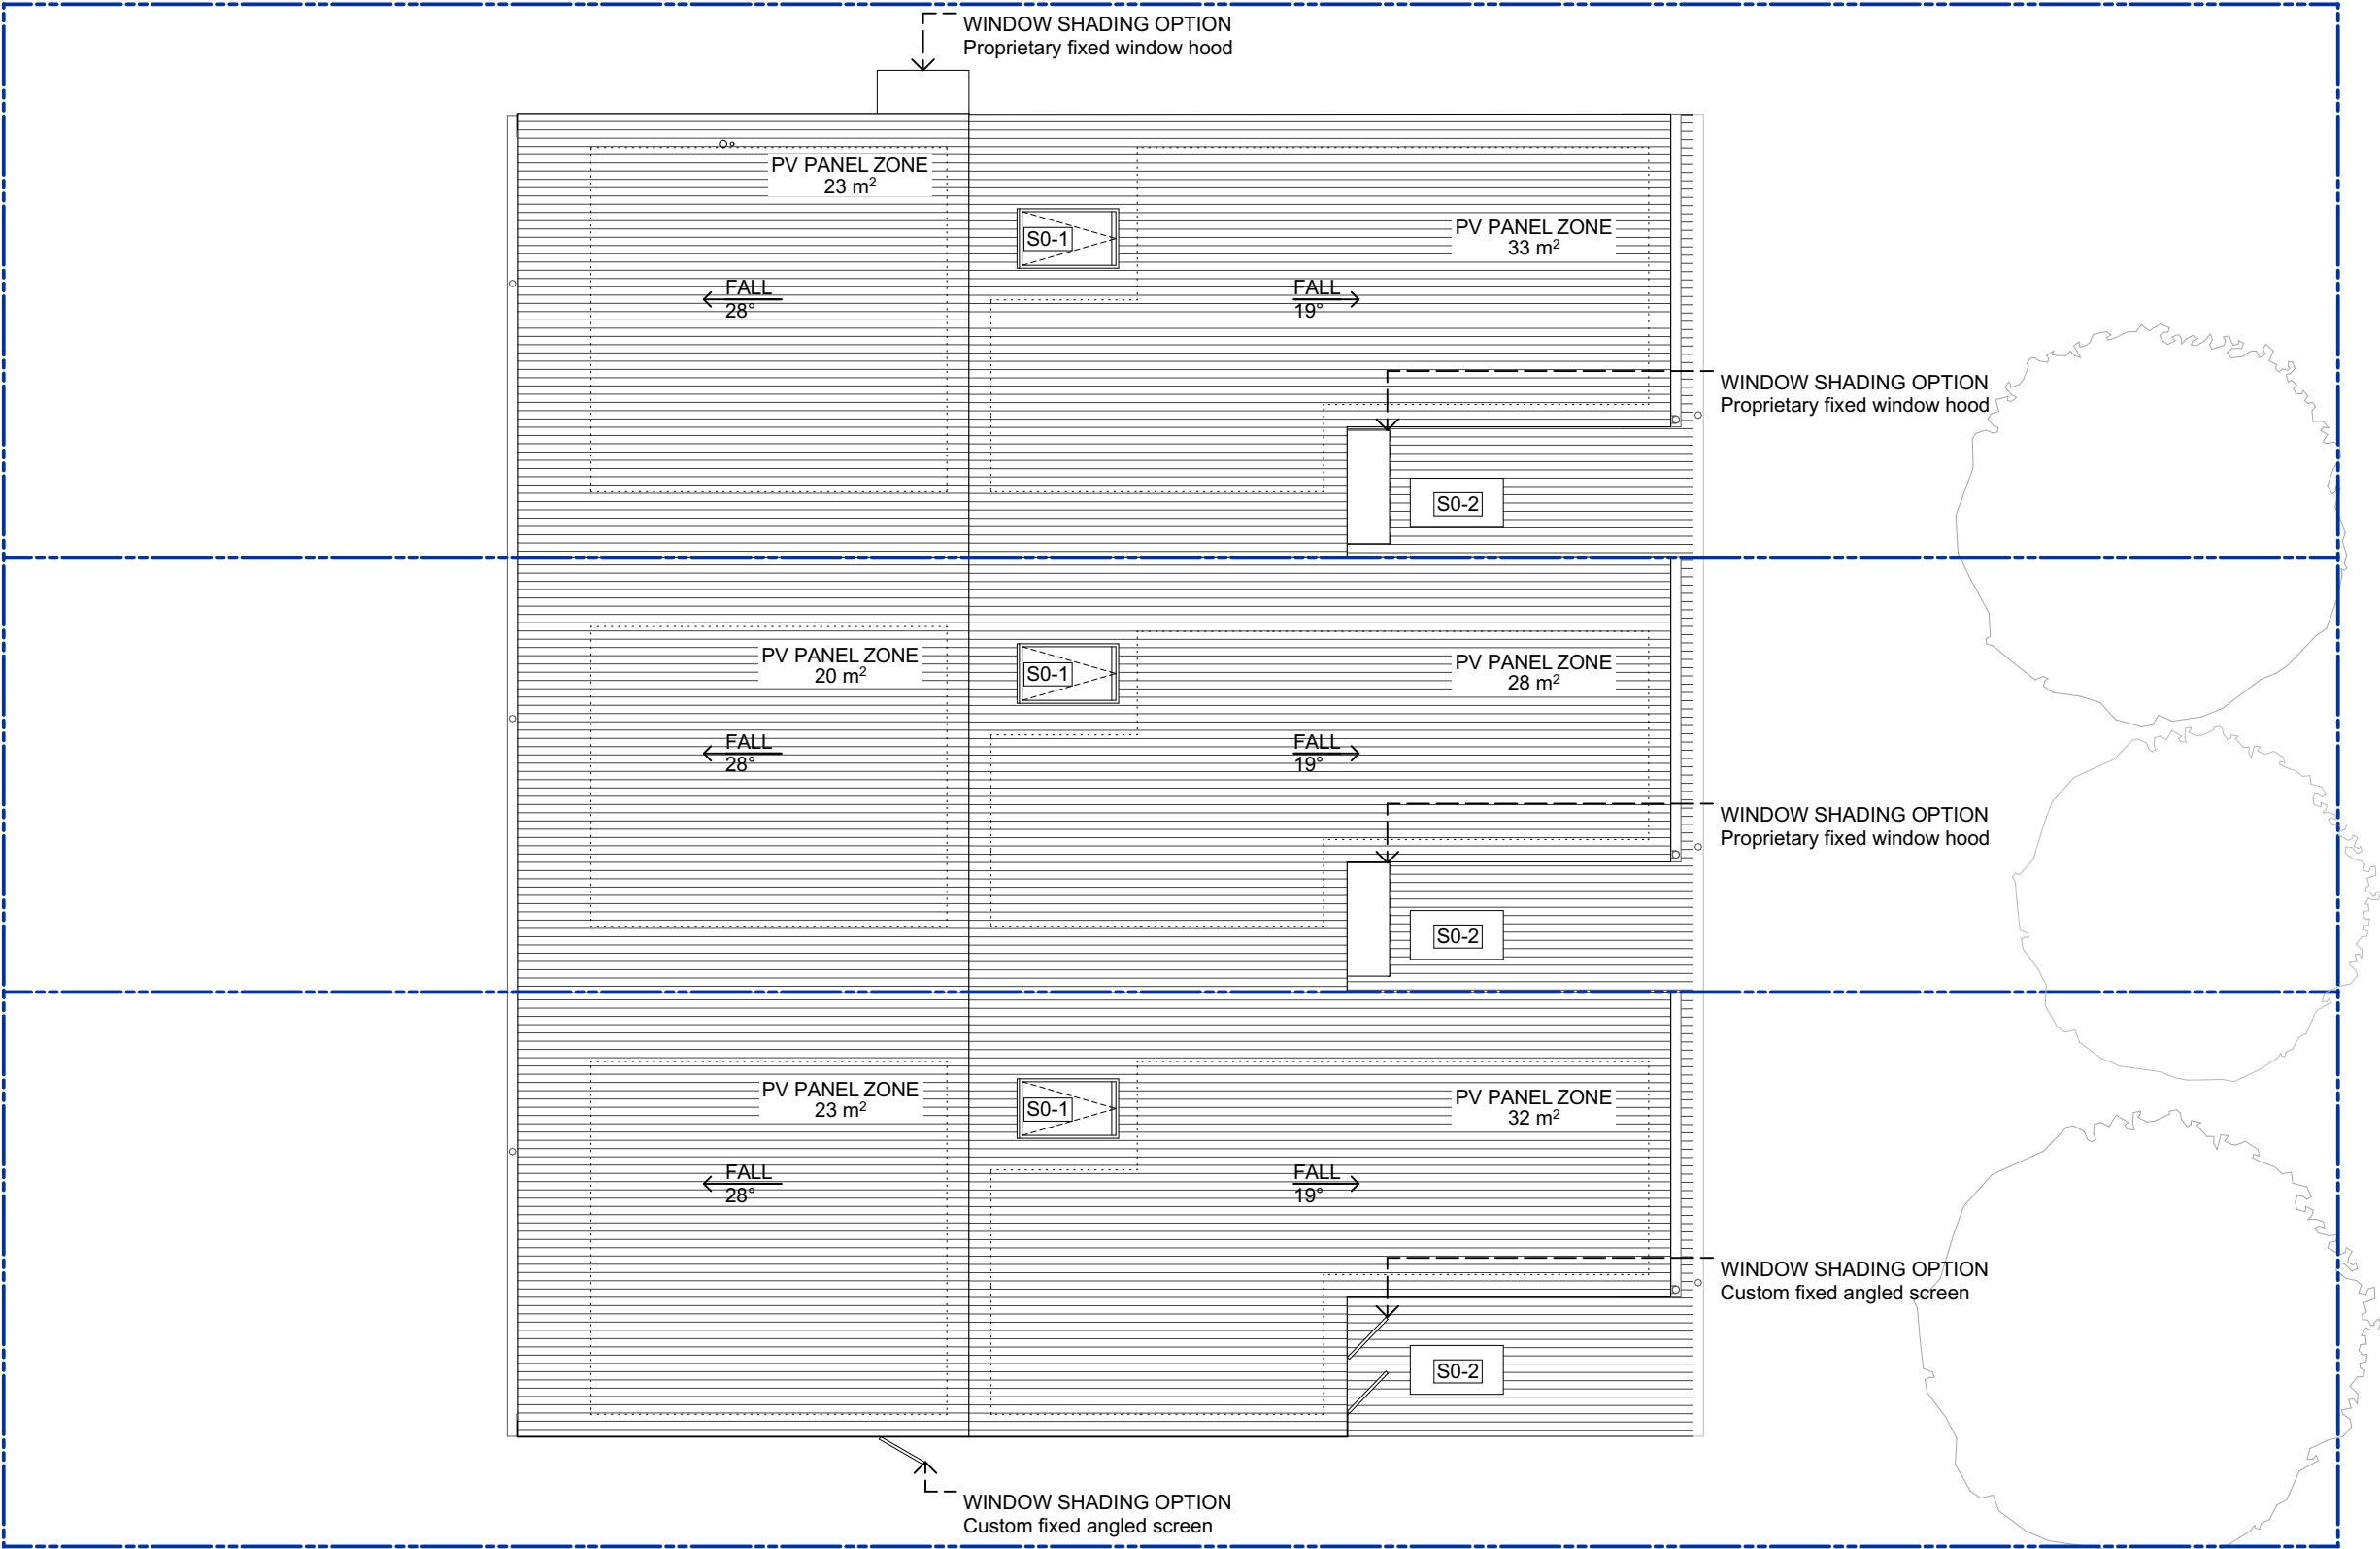 WINDOW SHADING OPTION
Proprietary fixed window hood
PV PANEL ZONE
23 m²
S0-1
PV PANEL ZONE
33 m²
FALL
28°
FALL
19°
WINDOW SHADING OPTION
Proprietary fixed window hood
S0-2
PV PANEL ZONE
20 m²
S0-1
PV PANEL ZONE
28 m²
FALL
28°
FALL
19°
WINDOW SHADING OPTION
Proprietary fixed window hood
S0-2
PV PANEL ZONE
23 m²
S0-1
PV PANEL ZONE
32 m²
FALL
28°
FALL
19°
WINDOW SHADING OPTION
Custom fixed angled screen
S0-2
WINDOW SHADING OPTION
Custom fixed angled screen